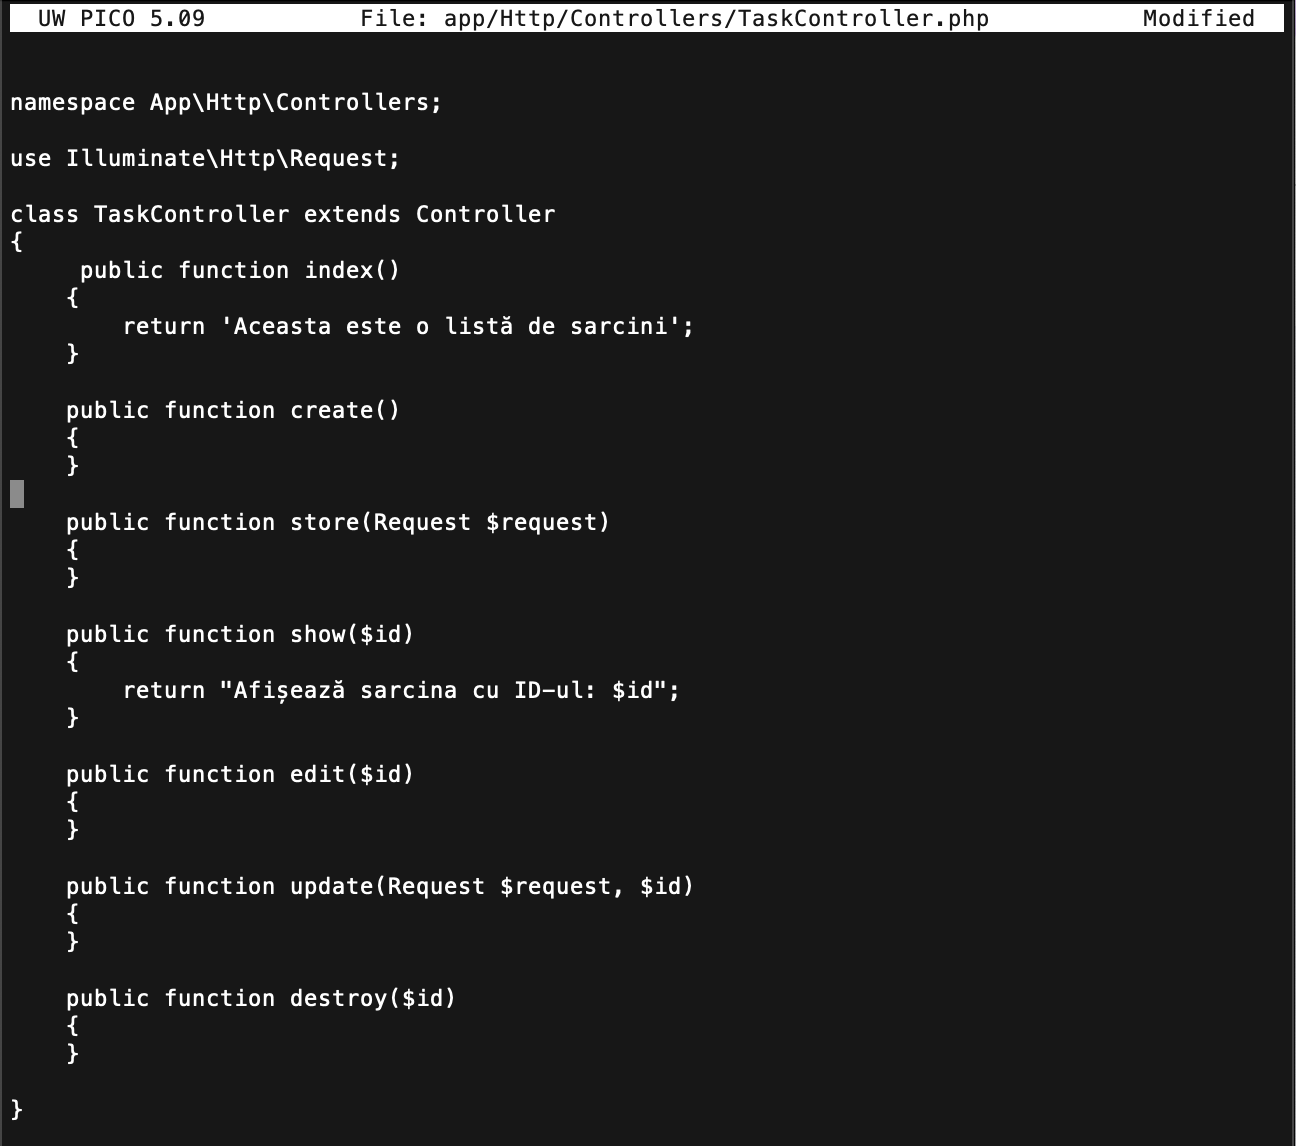 UW PICO 5.09 File: app/Http/Controllers/TaskController.php Modified
namespace App\Http\Controllers;
use Illuminate\Http\Request;
class TaskController extends Controller
{
public function index()
{
return 'Aceasta este o listă de sarcini';
}
public function create()
{
}
public function store(Request $request)
{
}
public function show($id)
{
return "Afișează sarcina cu ID-ul: $id";
}
public function edit($id)
{
}
public function update(Request $request, $id)
{
}
public function destroy($id)
{
}
}